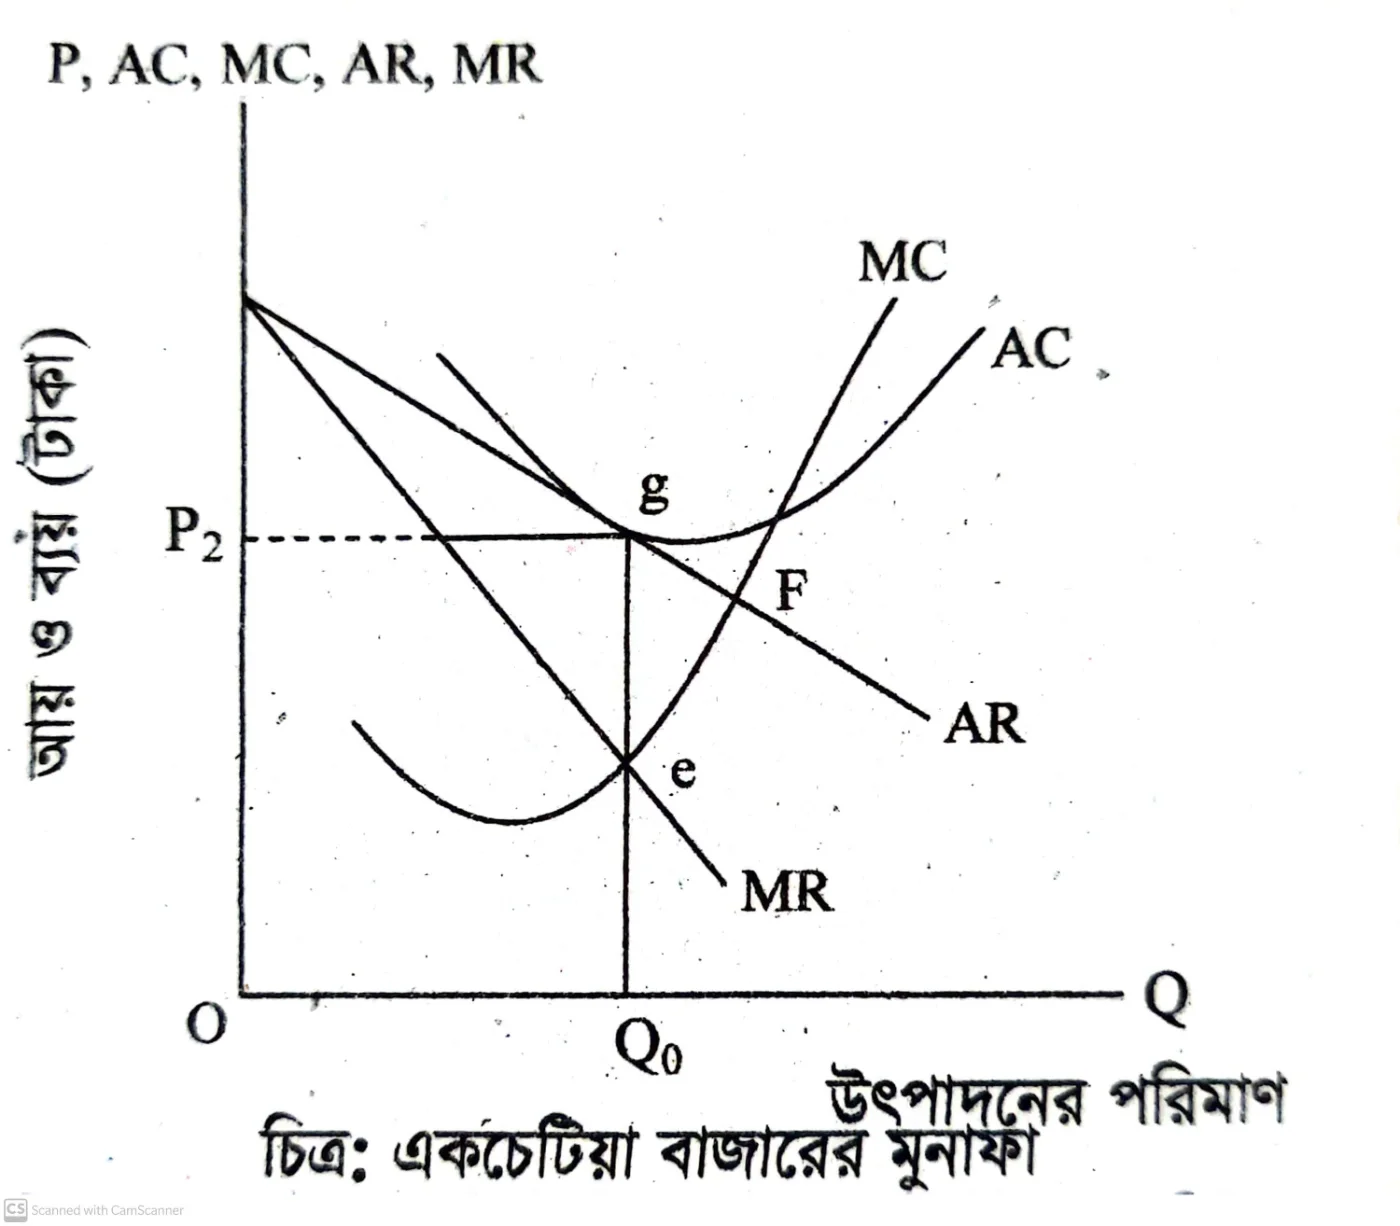 P, AC, MC, AR, MR
MC
AC
আয় ও ব্যয় (টাকা)
g
P₂
F
AR
e
MR
O
Q₀
Q
উৎপাদনের পরিমাণ
চিত্র: একচেটিয়া বাজারের মুনাফা
CS Scanned with CamScanner